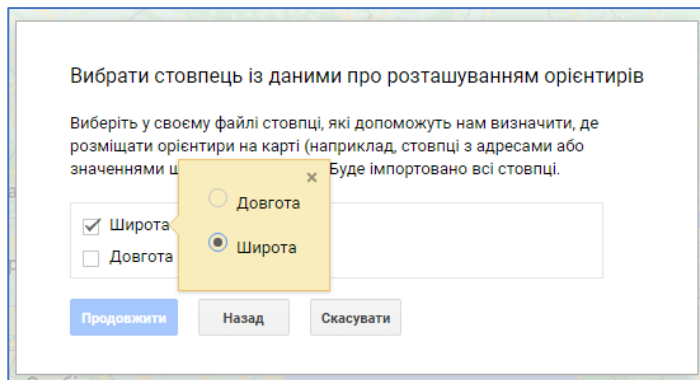 Вибрати стовпець із даними про розташуванням орієнтирів
Виберіть у своєму файлі стовпці, які допоможуть нам визначити, де
розміщати орієнтири на карті (наприклад, стовпці з адресами або
значеннями ш Буде імпортовано всі стовпці.
×
Довгота
Широта
Широта
Довгота
Продовжити Назад Скасувати